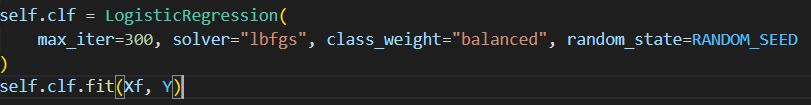 self.clf = LogisticRegression(
    max_iter=300, solver="lbfgs", class_weight="balanced", random_state=RANDOM_SEED
)
self.clf.fit(Xf, Y)